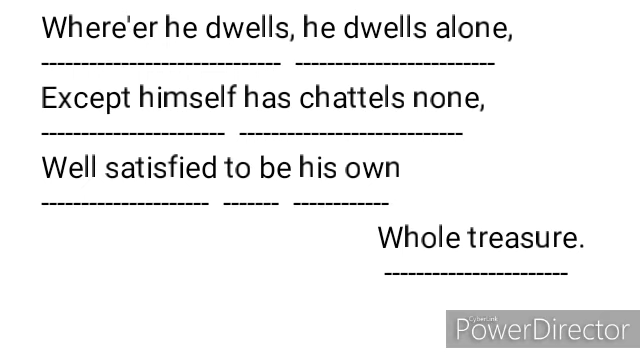 Where'er he dwells, he dwells alone,
------------------------------ -------------------------
Except himself has chattels none,
----------------------- ----------------------------
Well satisfied to be his own
--------------------- ------- ------------
Whole treasure.
-----------------------
CyberLink
PowerDirector